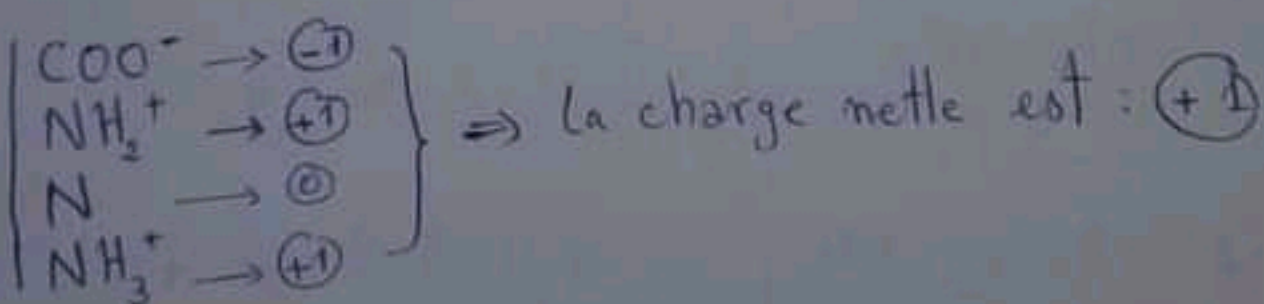 COO⁻ → (-1)
NH₂⁺ → (+1)
N → (0)
NH₃⁺ → (+1)
⇒ la charge nette est : (+1)